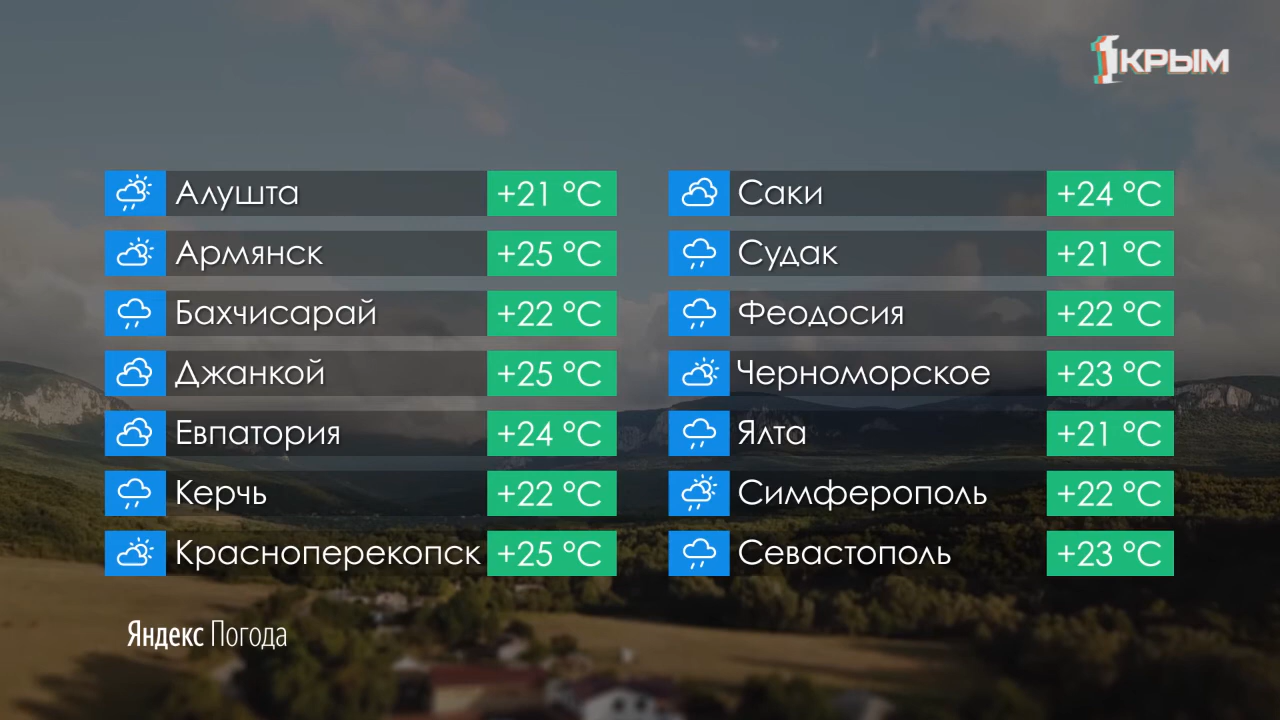 1КРЫМ
Алушта +21 °C
Армянск +25 °C
Бахчисарай +22 °C
Джанкой +25 °C
Евпатория +24 °C
Керчь +22 °C
Красноперекопск +25 °C
Саки +24 °C
Судак +21 °C
Феодосия +22 °C
Черноморское +23 °C
Ялта +21 °C
Симферополь +22 °C
Севастополь +23 °C
Яндекс Погода